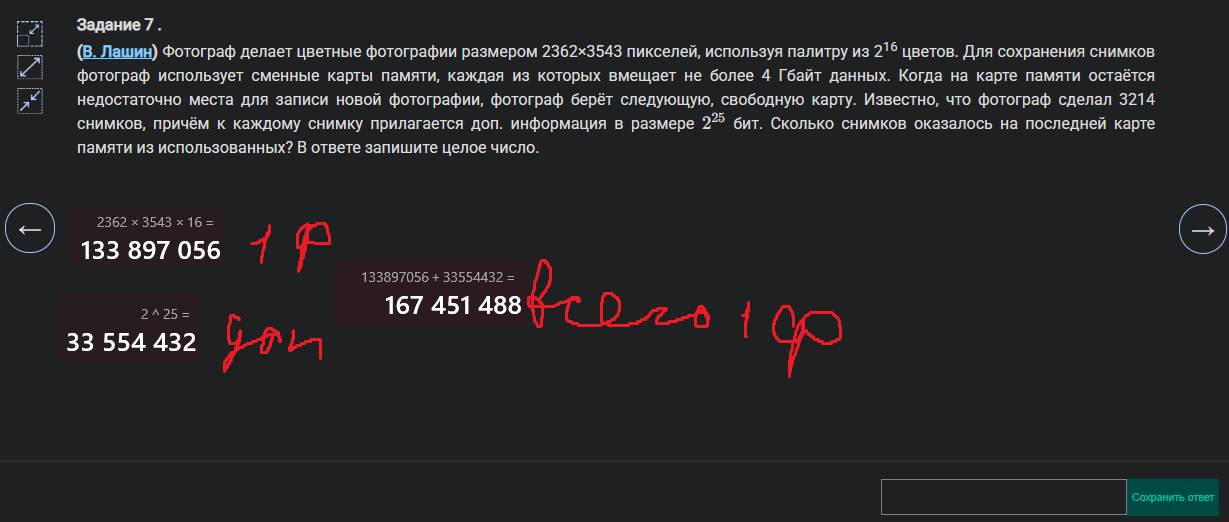 Задание 7 .
(В. Лашин) Фотограф делает цветные фотографии размером 2362×3543 пикселей, используя палитру из 2^16 цветов. Для сохранения снимков
фотограф использует сменные карты памяти, каждая из которых вмещает не более 4 Гбайт данных. Когда на карте памяти остаётся
недостаточно места для записи новой фотографии, фотограф берёт следующую, свободную карту. Известно, что фотограф сделал 3214
снимков, причём к каждому снимку прилагается доп. информация в размере 2^25 бит. Сколько снимков оказалось на последней карте
памяти из использованных? В ответе запишите целое число.
2362 × 3543 × 16 =
133 897 056
1 ф
133897056 + 33554432 =
167 451 488
всего 1 ф
2 ^ 25 =
33 554 432
доп
Сохранить ответ